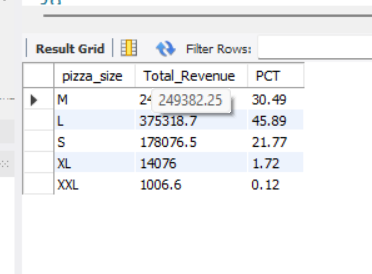 Result Grid Filter Rows:
pizza_size Total_Revenue PCT
M 24 249382.25 30.49
L 375318.7 45.89
S 178076.5 21.77
XL 14076 1.72
XXL 1006.6 0.12